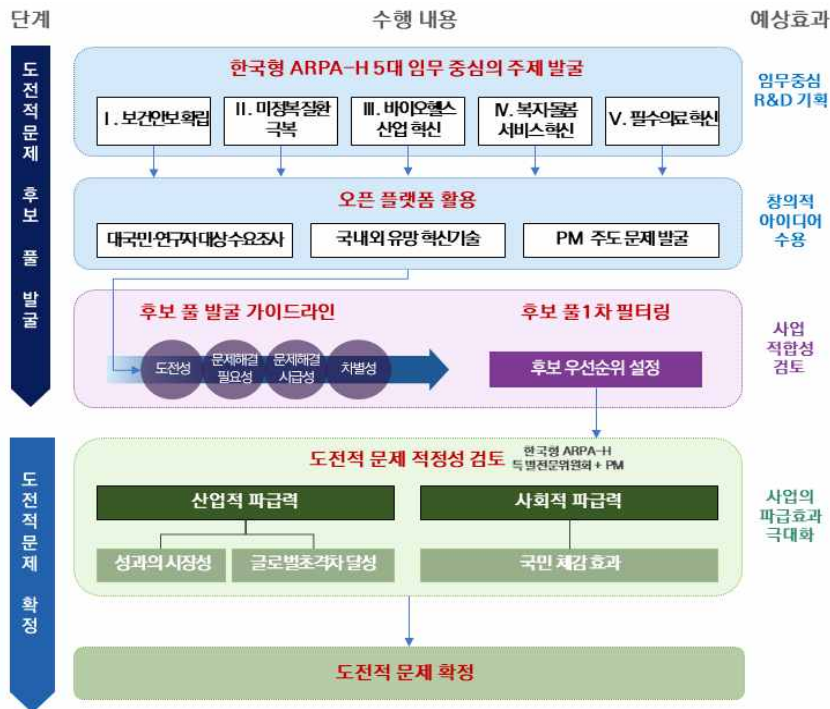 단계
수행 내용
예상효과
도전적문제 후보 풀 발굴
한국형 ARPA-H 5대 임무 중심의 주제 발굴
Ⅰ. 보건안보 확립
Ⅱ. 미정복질환
극복
Ⅲ. 바이오헬스
산업 혁신
Ⅳ. 복지·돌봄
서비스 혁신
Ⅴ. 필수의료 혁신
임무중심
R&D 기획
오픈 플랫폼 활용
대국민·연구자 대상 수요조사
국내외 유망 혁신기술
PM 주도 문제 발굴
창의적
아이디어
수용
후보 풀 발굴 가이드라인
도전성
문제해결
필요성
문제해결
시급성
차별성
후보 풀 1차 필터링
후보 우선순위 설정
사업
적합성
검토
도전적문제 확정
도전적 문제 적정성 검토
한국형 ARPA-H
특별전문위원회 + PM
산업적 파급력
성과의 시장성
글로벌초격차 달성
사회적 파급력
국민 체감 효과
사업의
파급효과
극대화
도전적 문제 확정